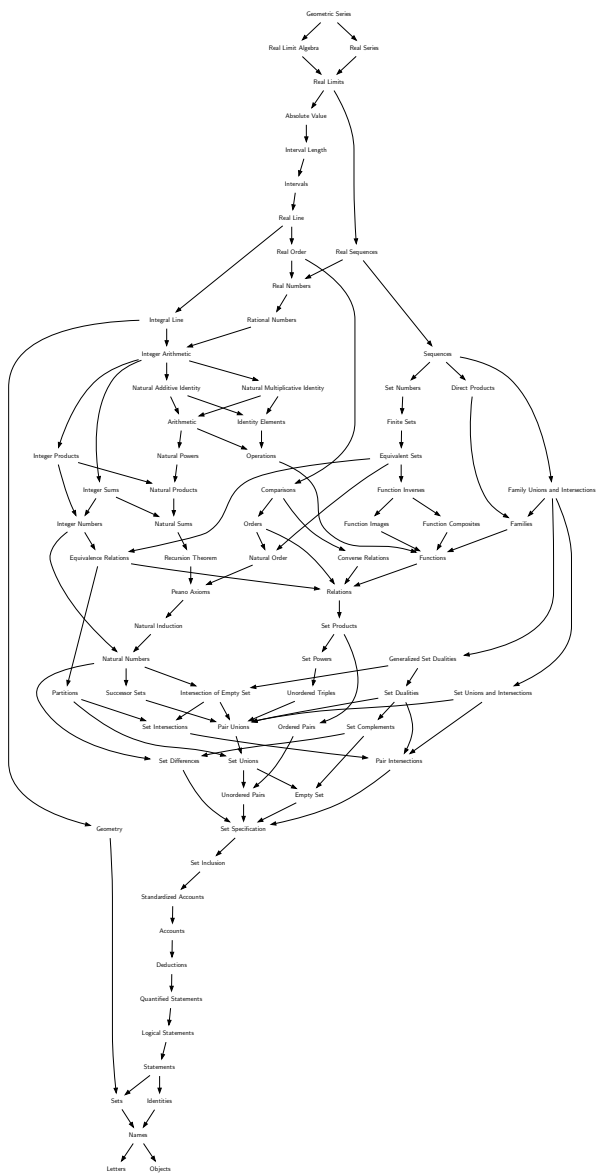 Geometric Series
Real Limit Algebra Real Series
Real Limits
Absolute Value
Interval Length
Intervals
Real Line
Real Order Real Sequences
Real Numbers
Integral Line Rational Numbers
Integer Arithmetic Sequences
Natural Additive Identity Natural Multiplicative Identity Set Numbers Direct Products
Arithmetic Identity Elements Finite Sets
Integer Products Natural Powers Operations Equivalent Sets
Integer Sums Natural Products Comparisons Function Inverses Family Unions and Intersections
Integer Numbers Natural Sums Orders Function Images Function Composites Families
Equivalence Relations Recursion Theorem Natural Order Converse Relations Functions
Peano Axioms Relations
Natural Induction Set Products
Natural Numbers Set Powers Generalized Set Dualities
Partitions Successor Sets Intersection of Empty Set Unordered Triples Set Dualities Set Unions and Intersections
Set Intersections Pair Unions Ordered Pairs Set Complements
Set Differences Set Unions Pair Intersections
Unordered Pairs Empty Set
Geometry Set Specification
Set Inclusion
Standardized Accounts
Accounts
Deductions
Quantified Statements
Logical Statements
Statements
Sets Identities
Names
Letters Objects